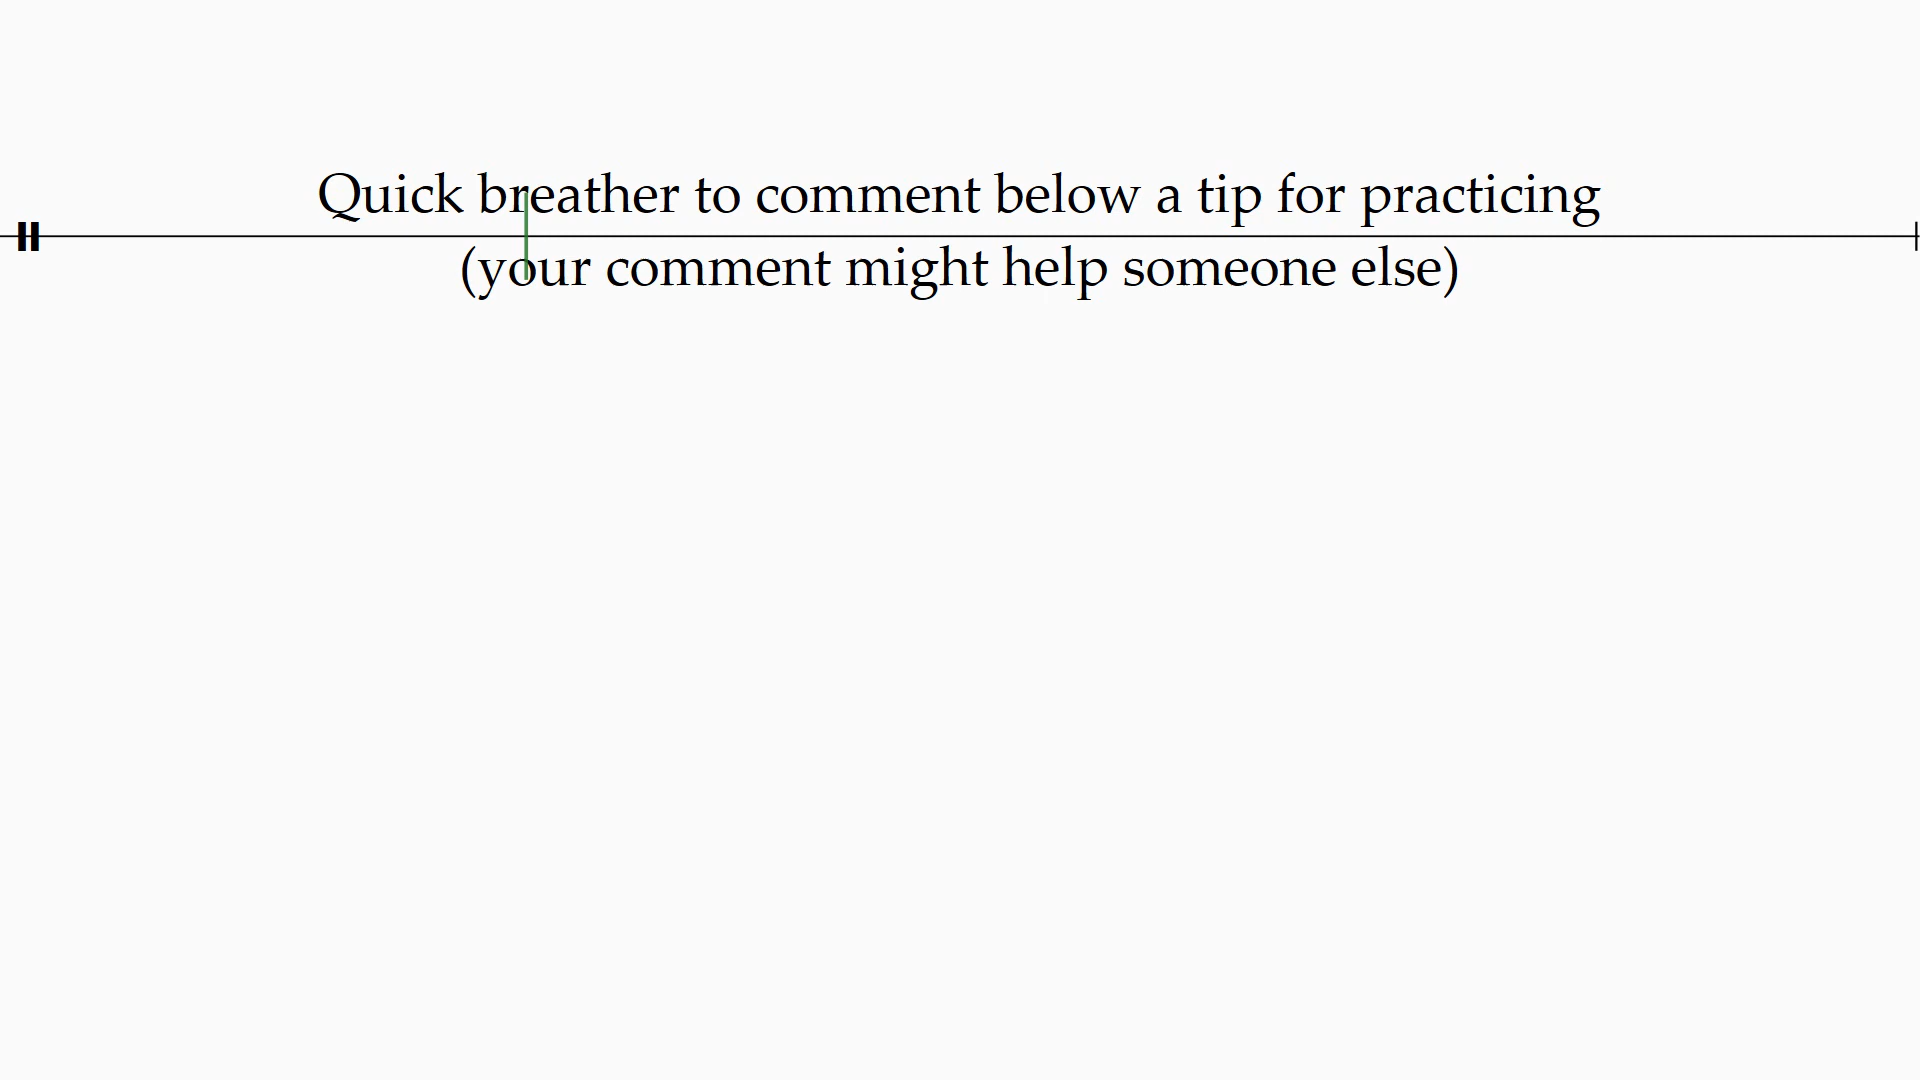 Quick breather to comment below a tip for practicing
(your comment might help someone else)